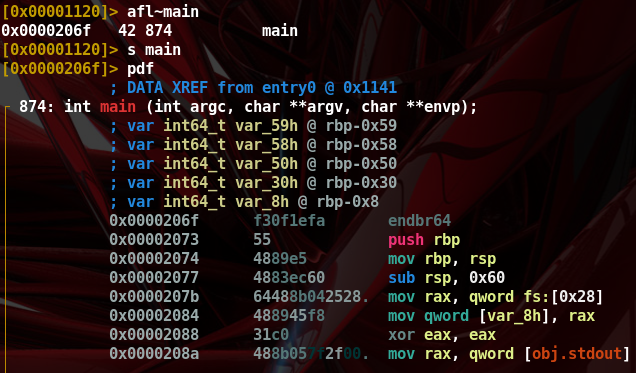 [0x00001120]> afl~main
0x0000206f   42 874          main
[0x00001120]> s main
[0x0000206f]> pdf
            ; DATA XREF from entry0 @ 0x1141
┌ 874: int main (int argc, char **argv, char **envp);
│           ; var int64_t var_59h @ rbp-0x59
│           ; var int64_t var_58h @ rbp-0x58
│           ; var int64_t var_50h @ rbp-0x50
│           ; var int64_t var_30h @ rbp-0x30
│           ; var int64_t var_8h @ rbp-0x8
│           0x0000206f      f30f1efa       endbr64
│           0x00002073      55             push rbp
│           0x00002074      4889e5         mov rbp, rsp
│           0x00002077      4883ec60       sub rsp, 0x60
│           0x0000207b      64488b042528.  mov rax, qword fs:[0x28]
│           0x00002084      488945f8       mov qword [var_8h], rax
│           0x00002088      31c0           xor eax, eax
│           0x0000208a      488b057f2f00.  mov rax, qword [obj.stdout]